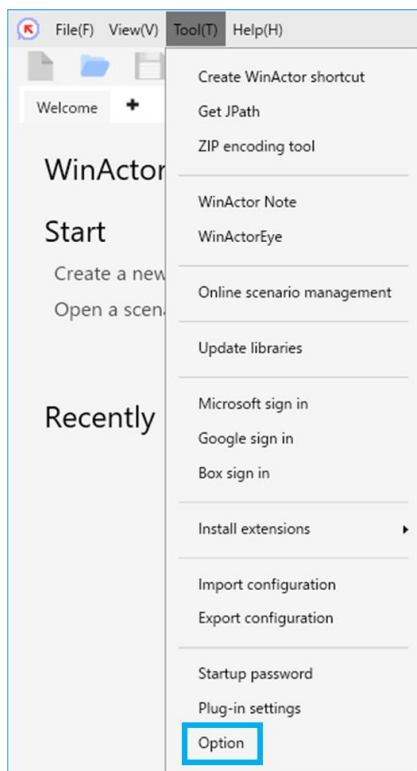 File(F) View(V) Tool(T) Help(H)
Welcome +
WinActor
Start
Create a new
Open a
Recently
Create WinActor shortcut
Get JPath
ZIP encoding tool
WinActor Note
WinActorEye
Online scenario management
Update libraries
Microsoft sign in
Google sign in
Box sign in
Install extensions
Import configuration
Export configuration
Startup password
Plug-in settings
Option